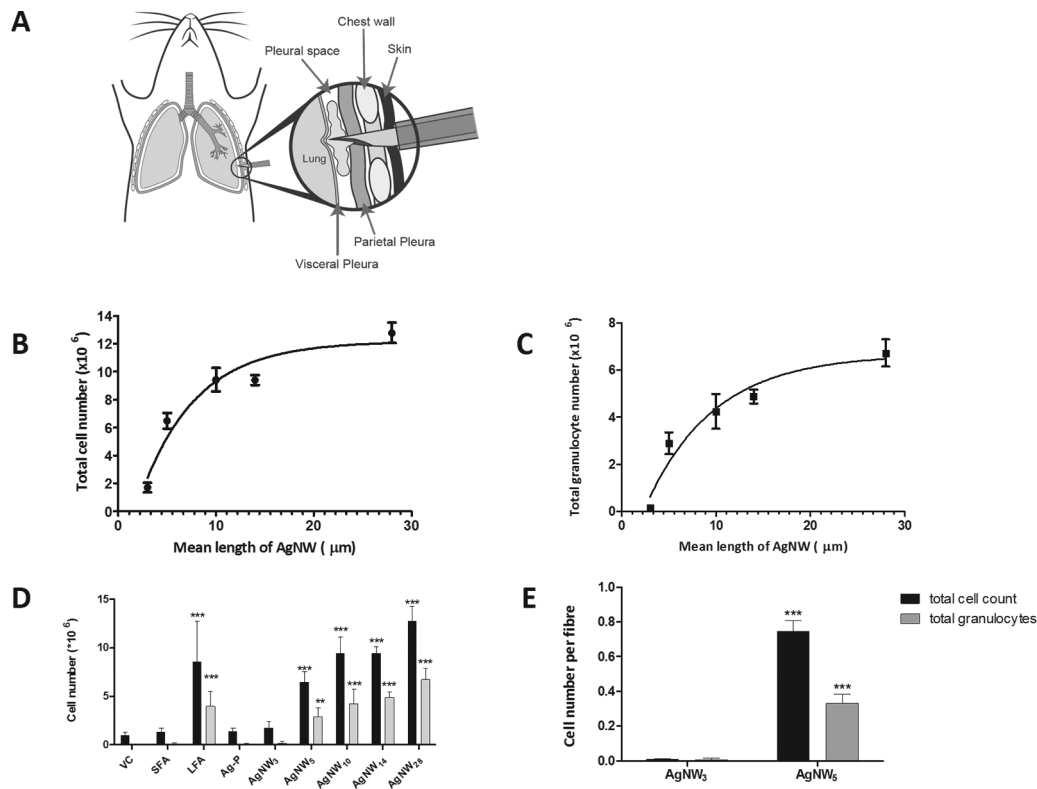 A
Chest wall
Pleural space
Skin
Lung
Parietal Pleura
Visceral Pleura
B
Total cell number (x10 6)
14
12
10
8
6
4
2
0
0
10
20
30
Mean length of AgNW ( μm)
C
Total granulocyte number (x10 6)
8
6
4
2
0
0
10
20
30
Mean length of AgNW ( μm)
D
Cell number (*10 6)
15
10
5
0
***
***
***
**
***
***
***
***
***
***
VC
SFA
LFA
Ag-P
AgNW3
AgNW5
AgNW10
AgNW14
AgNW28
E
Cell number per fibre
1.0
0.8
0.6
0.4
0.2
0.0
***
***
AgNW3
AgNW5
total cell count
total granulocytes